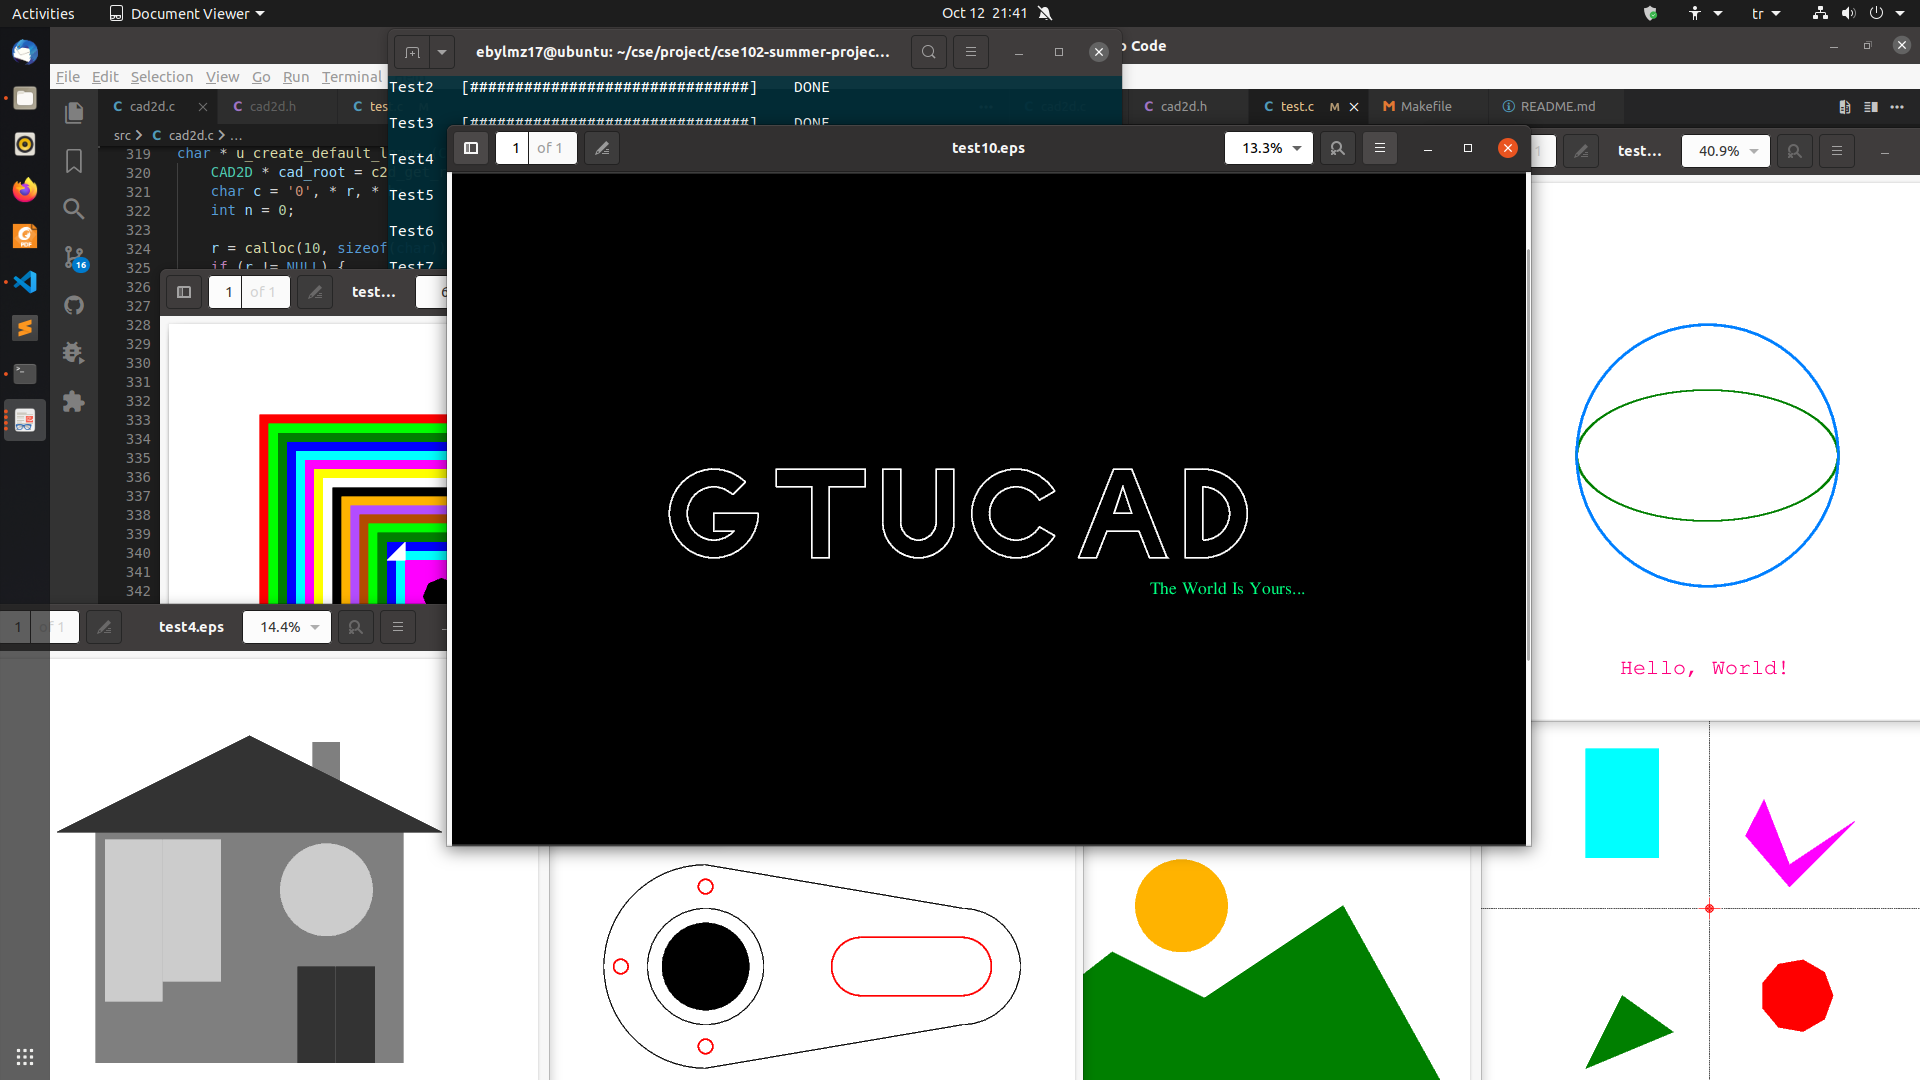 Activities
Document Viewer
Oct 12 21:41
tr
ebylmz17@ubuntu: ~/cse/project/cse102-summer-projec...
Code
File Edit Selection View Go Run Terminal
Test2 [###############################] DONE
Test3 [###############################] DONE
Test4
Test5
Test6
Test7
cad2d.c
cad2d.h
cad2d.h
test.c M
Makefile
README.md
src > cad2d.c > ...
319 char * u_create_default_l
320 CAD2D * cad_root = c2
321 char c = '0', * r, *
322 int n = 0;
323
324 r = calloc(10, sizeof
325 if (r != NULL) {
326
327
328
329
330
331
332
333
334
335
336
337
338
339
340
341
342
16
1 of 1
test10.eps
13.3%
1
test...
40.9%
1 of 1
test...
GTUCAD
The World Is Yours...
Hello, World!
1 of 1
test4.eps
14.4%